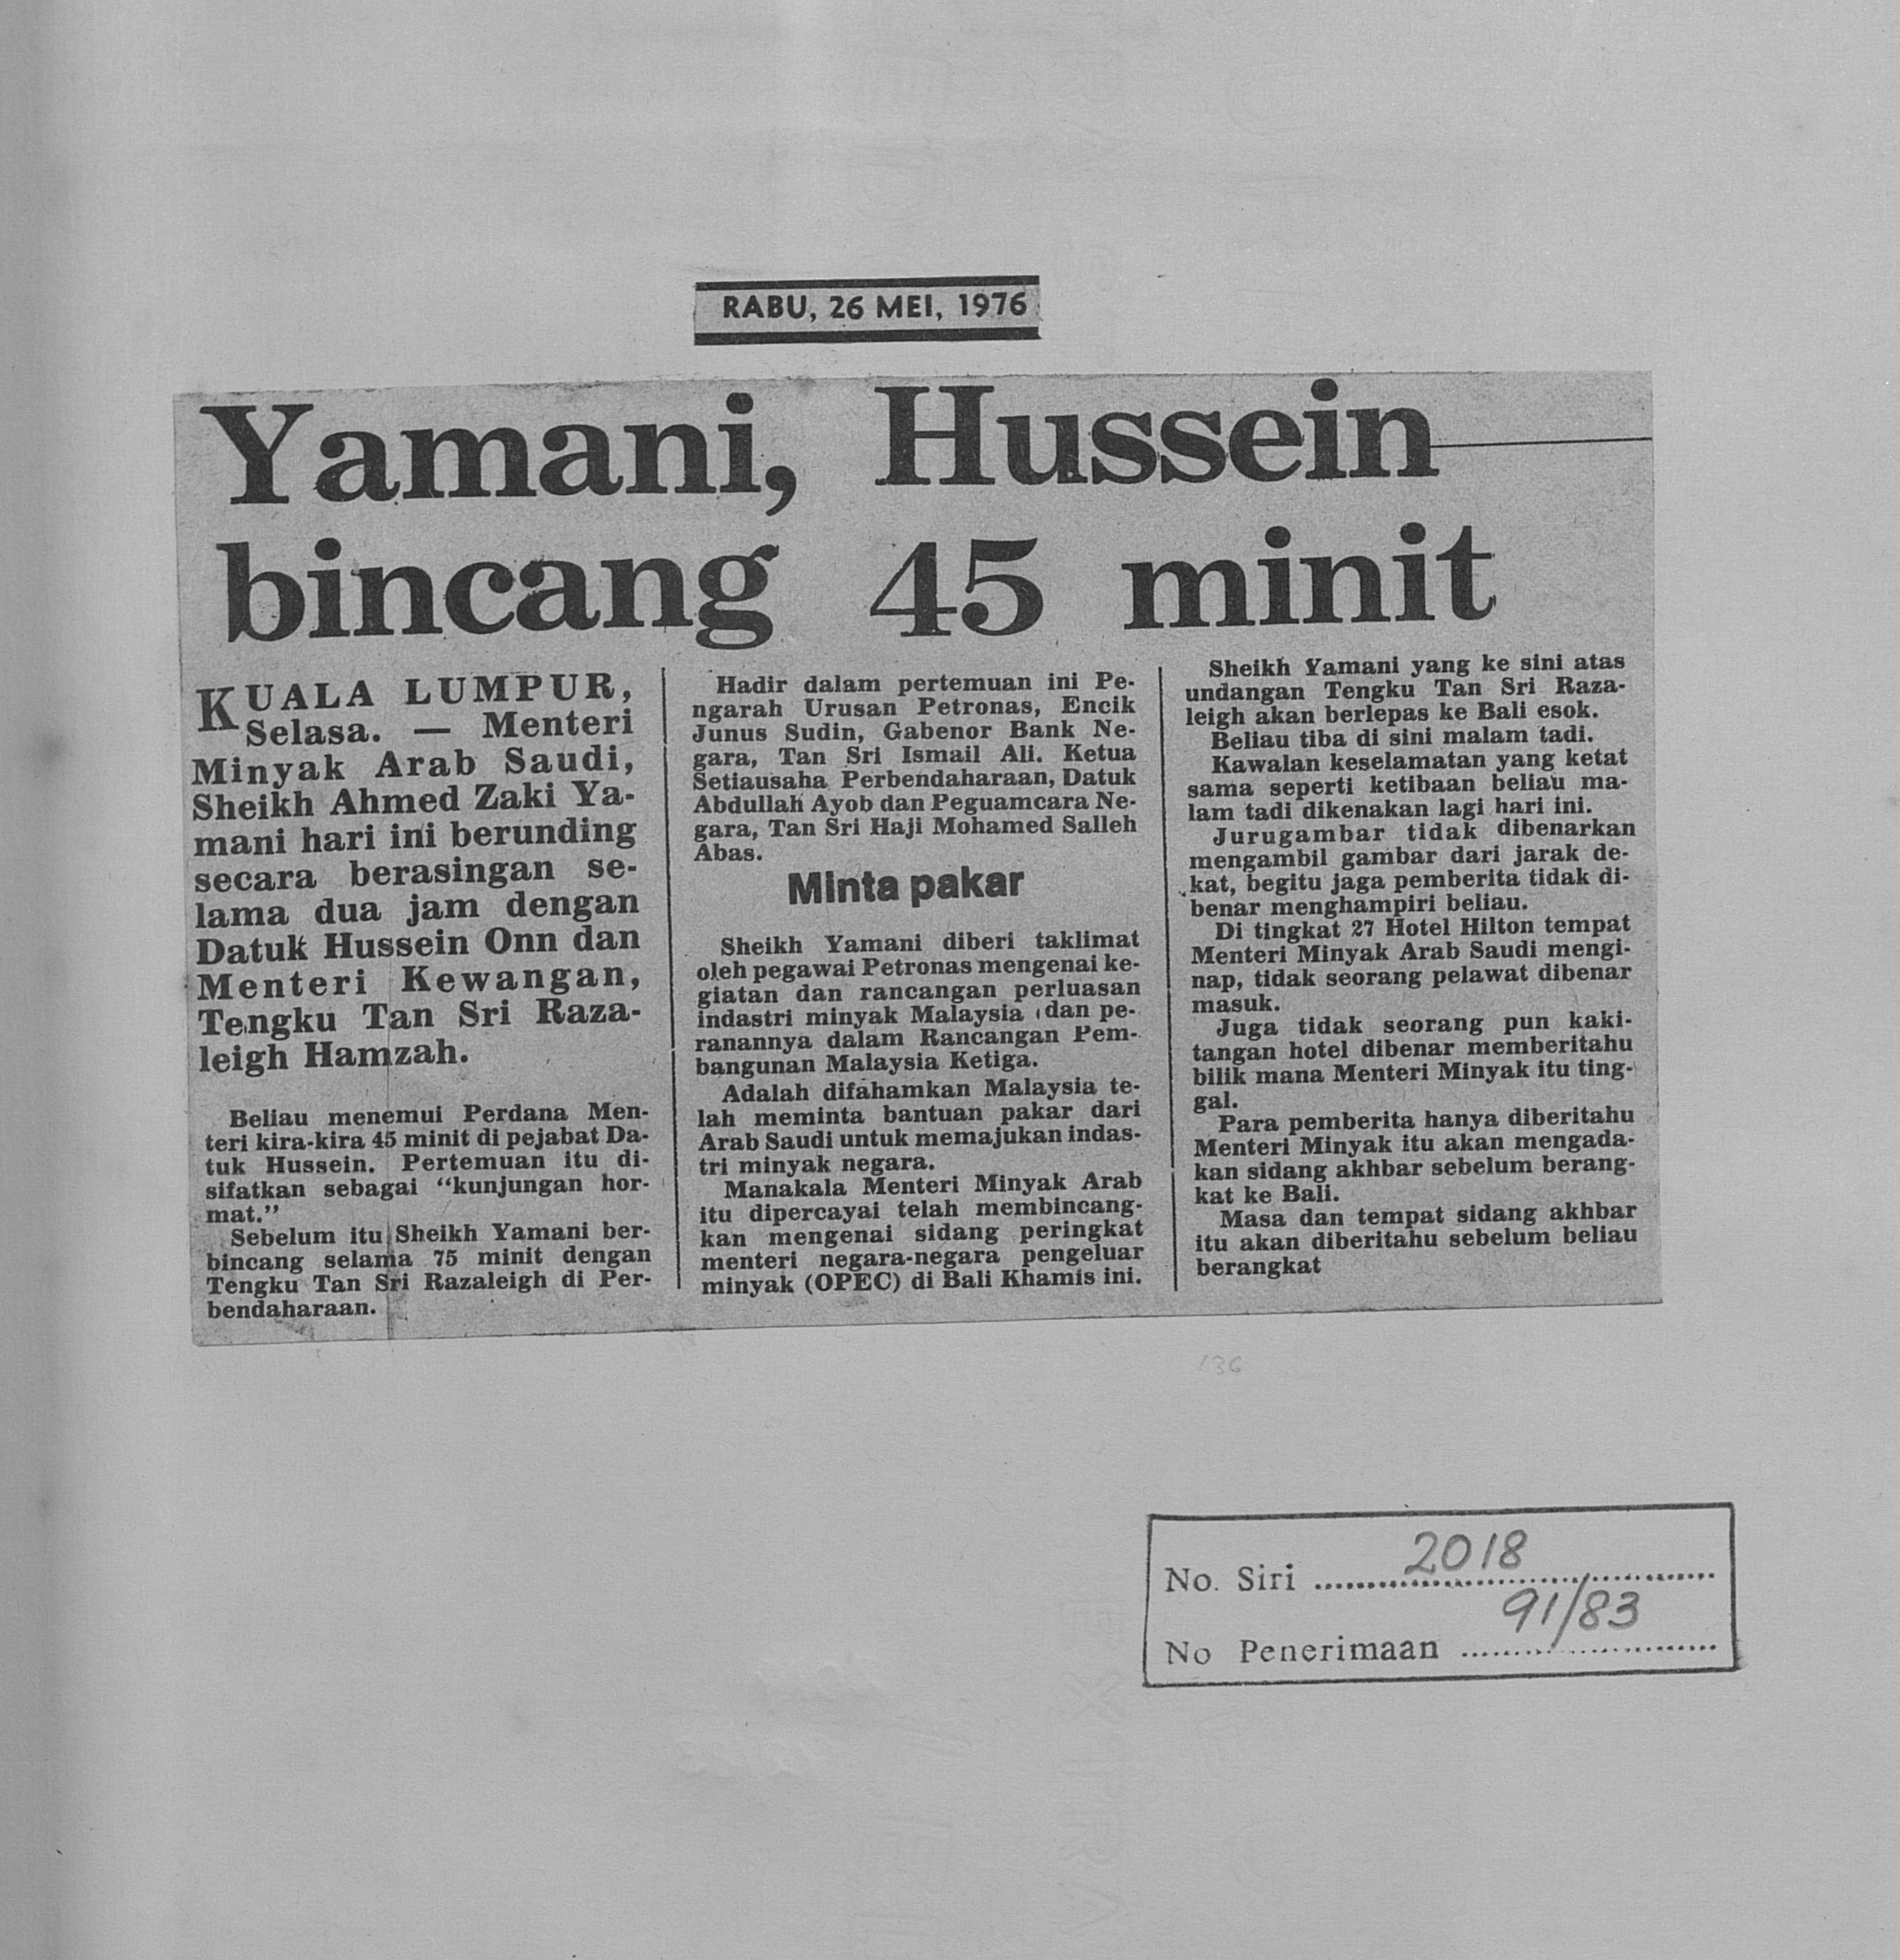 RABU, 26 MEI, 1976
Yamani, Hussein
bincang 45 minit
KUALA LUMPUR,
Selasa. — Menteri
Minyak Arab Saudi,
Sheikh Ahmed Zaki Ya-
mani hari ini berunding
secara berasingan se-
lama dua jam dengan
Datuk Hussein Onn dan
Menteri Kewangan,
Tengku Tan Sri Raza-
leigh Hamzah.
Beliau menemui Perdana Men-
teri kira-kira 45 minit di pejabat Da-
tuk Hussein. Pertemuan itu di-
sifatkan sebagai “kunjungan hor-
mat.”
Sebelum itu Sheikh Yamani ber-
bincang selama 75 minit dengan
Tengku Tan Sri Razaleigh di Per-
bendaharaan.
Hadir dalam pertemuan ini Pe-
ngarah Urusan Petronas, Encik
Junus Sudin, Gabenor Bank Ne-
gara, Tan Sri Ismail Ali. Ketua
Setiausaha Perbendaharaan, Datuk
Abdullah Ayob dan Peguamcara Ne-
gara, Tan Sri Haji Mohamed Salleh
Abas.
Minta pakar
Sheikh Yamani diberi taklimat
oleh pegawai Petronas mengenai ke-
giatan dan rancangan perluasan
indastri minyak Malaysia dan pe-
ranannya dalam Rancangan Pem-
bangunan Malaysia Ketiga.
Adalah difahamkan Malaysia te-
lah meminta bantuan pakar dari
Arab Saudi untuk memajukan indas-
tri minyak negara.
Manakala Menteri Minyak Arab
itu dipercayai telah membincang-
kan mengenai sidang peringkat
menteri negara-negara pengeluar
minyak (OPEC) di Bali Khamis ini.
Sheikh Yamani yang ke sini atas
undangan Tengku Tan Sri Raza-
leigh akan berlepas ke Bali esok.
Beliau tiba di sini malam tadi.
Kawalan keselamatan yang ketat
sama seperti ketibaan beliau ma-
lam tadi dikenakan lagi hari ini.
Jurugambar tidak dibenarkan
mengambil gambar dari jarak de-
kat, begitu jaga pemberita tidak di-
benar menghampiri beliau.
Di tingkat 27 Hotel Hilton tempat
Menteri Minyak Arab Saudi mengi-
nap, tidak seorang pelawat dibenar
masuk.
Juga tidak seorang pun kaki-
tangan hotel dibenar memberitahu
bilik mana Menteri Minyak itu ting-
gal.
Para pemberita hanya diberitahu
Menteri Minyak itu akan mengada-
kan sidang akhbar sebelum berang-
kat ke Bali.
Masa dan tempat sidang akhbar
itu akan diberitahu sebelum beliau
berangkat
136
No. Siri 2018
No Penerimaan 91/83